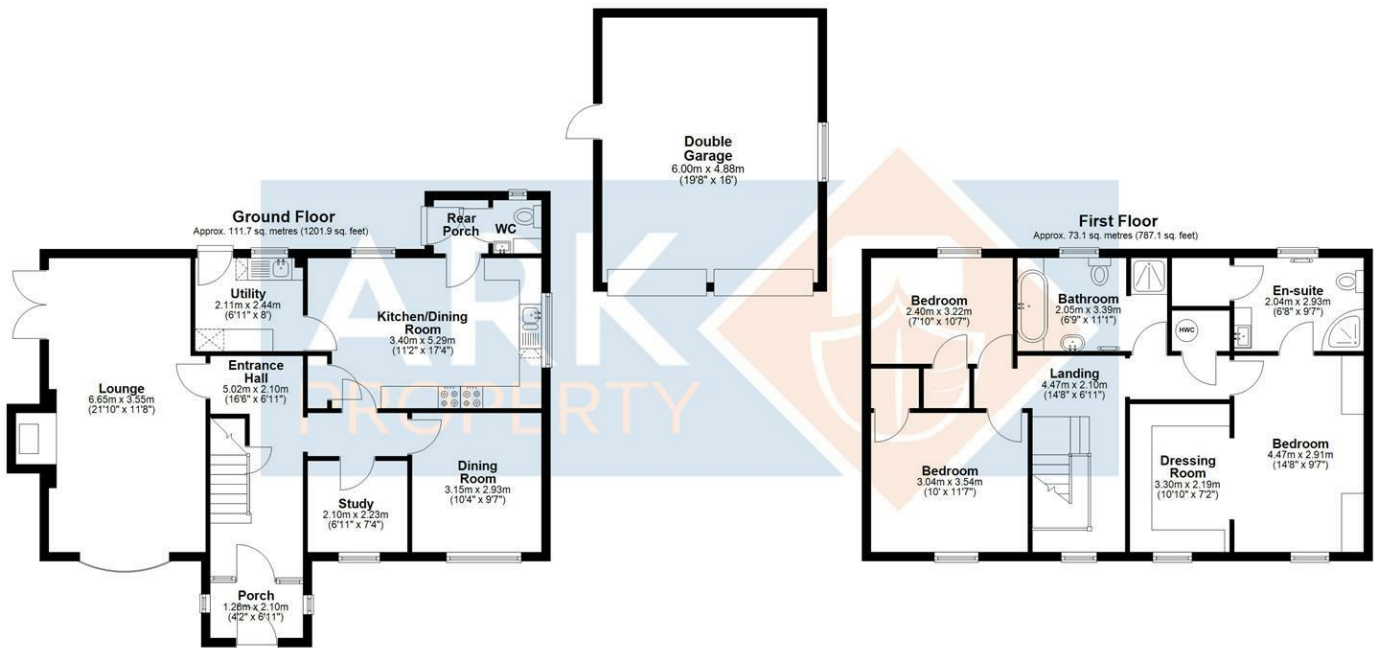 Double
Garage
6.00m x 4.88m
(19'8" x 16')
Ground Floor
Approx. 111.7 sq. metres (1201.9 sq. feet)
Rear
Porch
WC
Utility
2.11m x 2.44m
(6'11" x 8')
Kitchen/Dining
Room
3.40m x 5.29m
(11'2" x 17'4")
Entrance
Hall
5.02m x 2.10m
(16'6" x 6'11")
Lounge
6.65m x 3.55m
(21'10" x 11'8")
Dining
Room
3.15m x 2.93m
(10'4" x 9'7")
Study
2.10m x 2.23m
(6'11" x 7'4")
Porch
1.26m x 2.10m
(4'2" x 6'11")
First Floor
Approx. 73.1 sq. metres (787.1 sq. feet)
Bedroom
2.40m x 3.22m
(7'10" x 10'7")
Bathroom
2.05m x 3.39m
(6'9" x 11'1")
En-suite
2.04m x 2.93m
(6'8" x 9'7")
HWC
Landing
4.47m x 2.10m
(14'8" x 6'11")
Bedroom
3.04m x 3.54m
(10' x 11'7")
Dressing
Room
3.30m x 2.19m
(10'10" x 7'2")
Bedroom
4.47m x 2.91m
(14'8" x 9'7")
ARK
PROPERTY